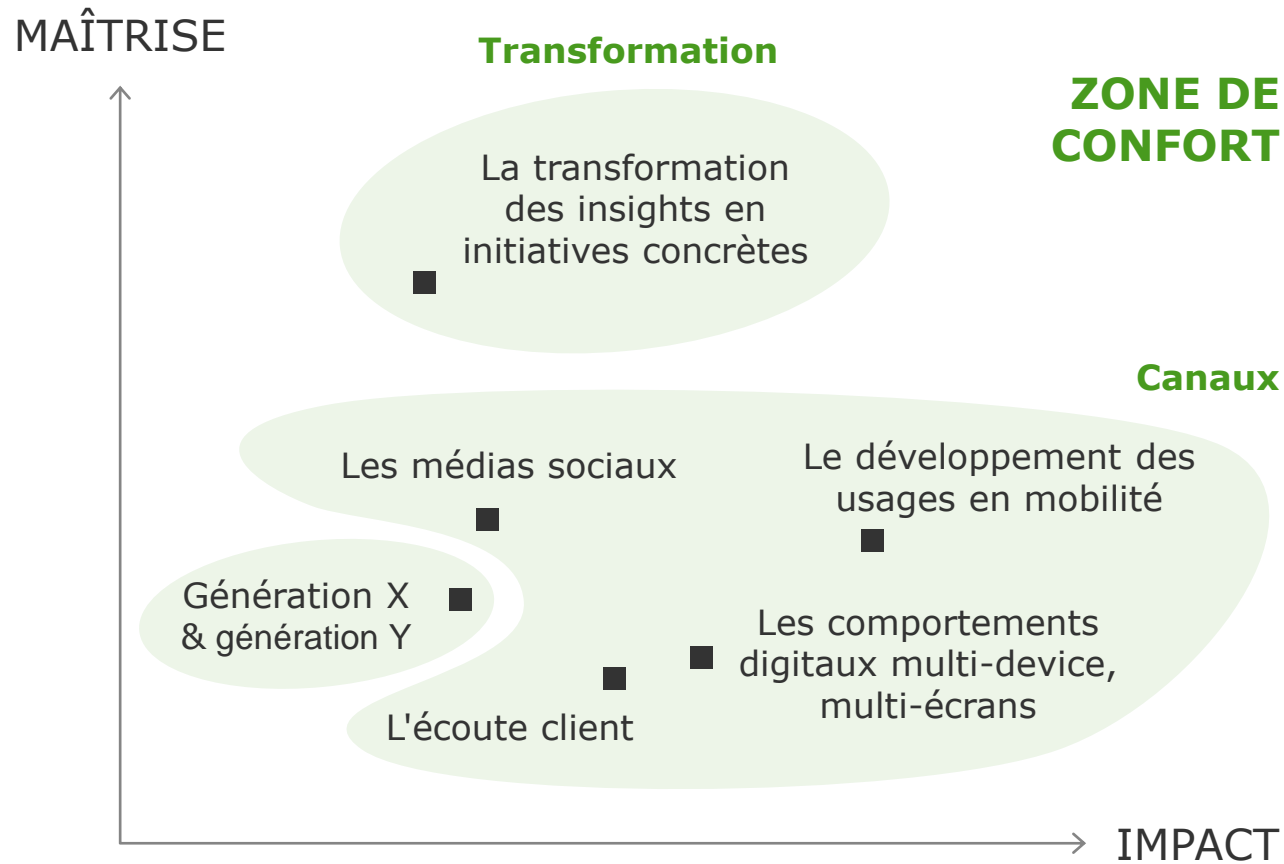 MAÎTRISE
Transformation
ZONE DE
CONFORT
La transformation
des insights en
initiatives concrètes
Canaux
Les médias sociaux
Le développement des
usages en mobilité
Génération X
& génération Y
Les comportements
digitaux multi-device,
multi-écrans
L'écoute client
IMPACT